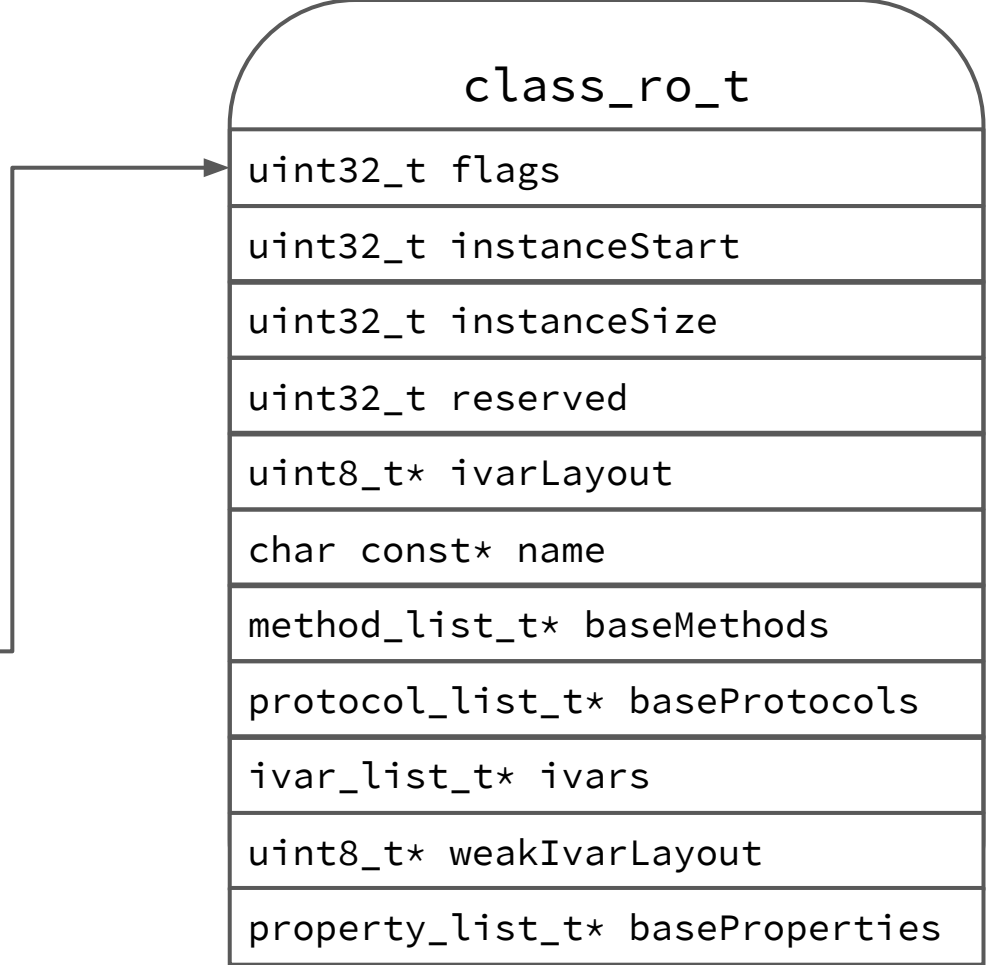 class_ro_t
uint32_t flags
uint32_t instanceStart
uint32_t instanceSize
uint32_t reserved
uint8_t* ivarLayout
char const* name
method_list_t* baseMethods
protocol_list_t* baseProtocols
ivar_list_t* ivars
uint8_t* weakIvarLayout
property_list_t* baseProperties